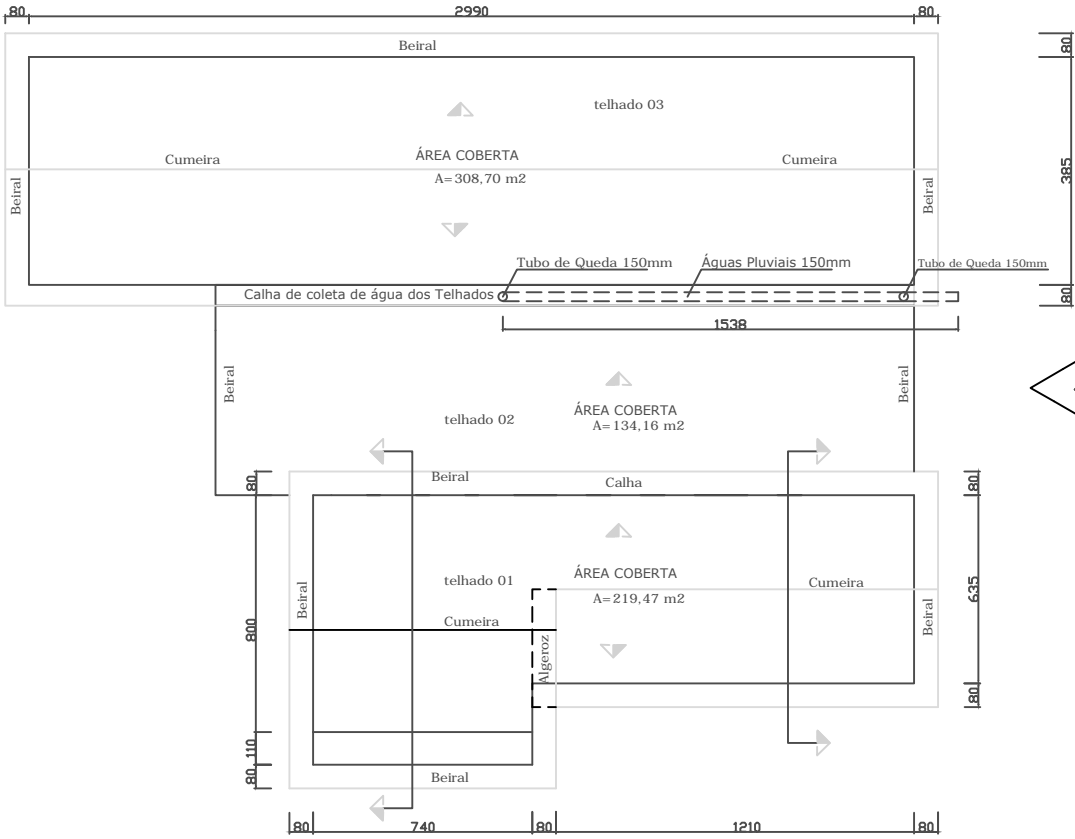 80
2990
80
Beiral
80
telhado 03
Cumeira
ÁREA COBERTA
Cumeira
A=308,70 m2
385
Beiral
Beiral
Tubo de Queda 150mm
Águas Pluviais 150mm
Tubo de Queda 150mm
Calha de coleta de água dos Telhados
80
1538
Beiral
Beiral
ÁREA COBERTA
telhado 02
A=134,16 m2
80
Beiral
Calha
80
telhado 01
ÁREA COBERTA
Cumeira
635
Beiral
A=219,47 m2
Beiral
Cumeira
800
Algeroz
80
110
80
Beiral
80
740
80
1210
80